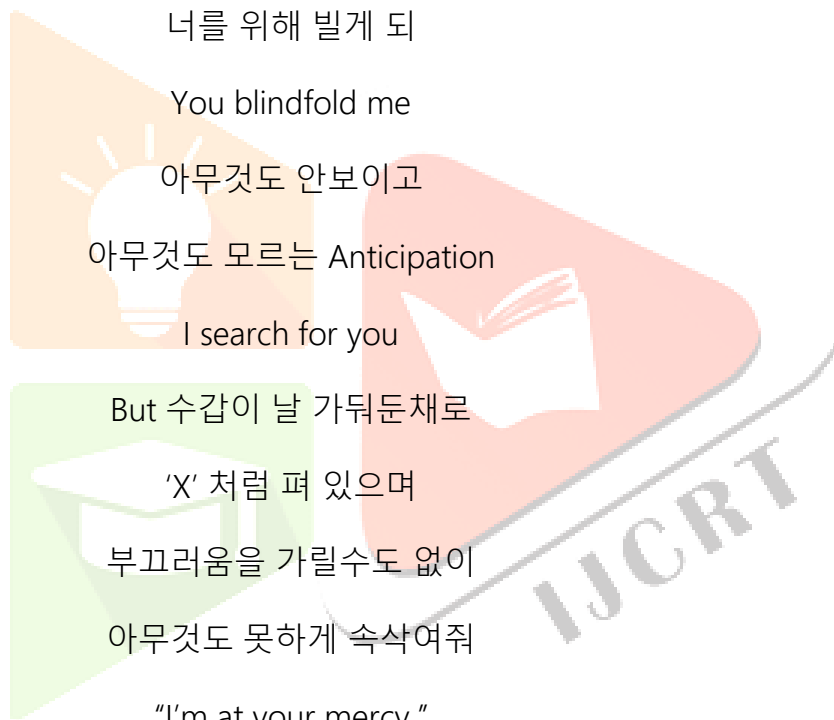 너를 위해 빌게 되
You blindfold me
아무것도 안보이고
아무것도 모르는 Anticipation
I search for you
But 수갑이 날 가둬둔채로
‘X’ 처럼 펴 있으며
부끄러움을 가릴수도 없이
아무것도 못하게 속삭여줘
“I’m at your mercy.”
IJCRT